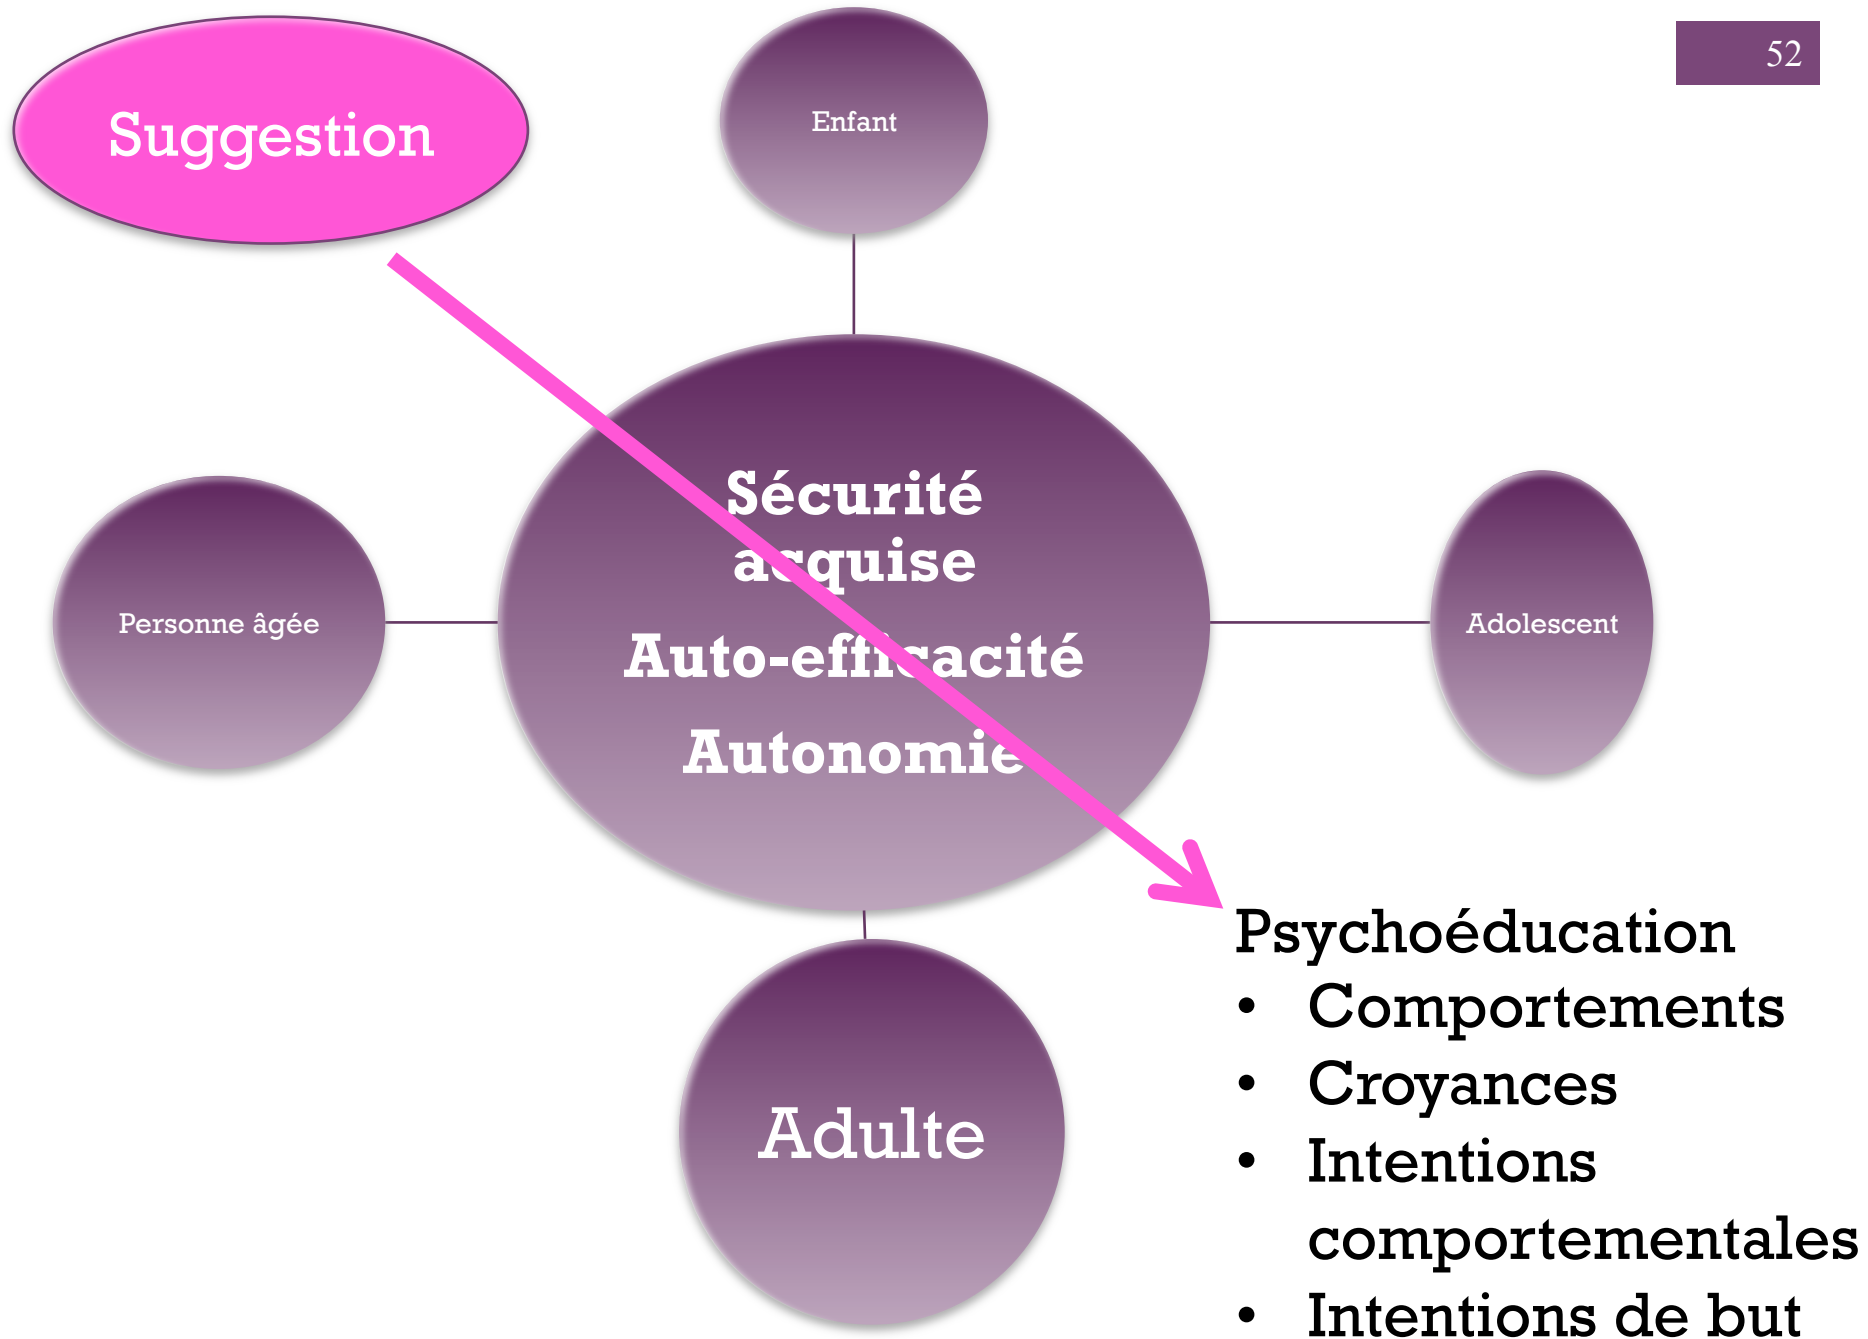 52
Suggestion
Enfant
Sécurité
acquise
Auto-efficacité
Autonomie
Personne âgée
Adolescent
Adulte
Psychoéducation
• Comportements
• Croyances
• Intentions
comportementales
• Intentions de but